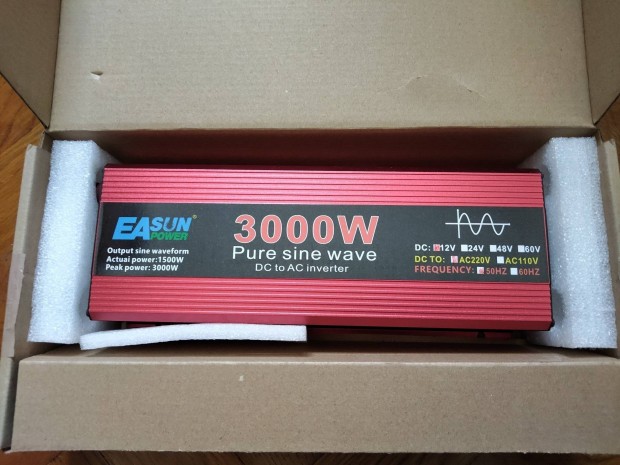 EASUN®
POWER
Output sine waveform
Actuai power:1500W
Peak power:3000W
3000W
Pure sine wave
DC to AC inverter
DC: 12V 24V 48V 60V
DC TO: AC220V AC110V
FREQUENCY: 50HZ 60HZ